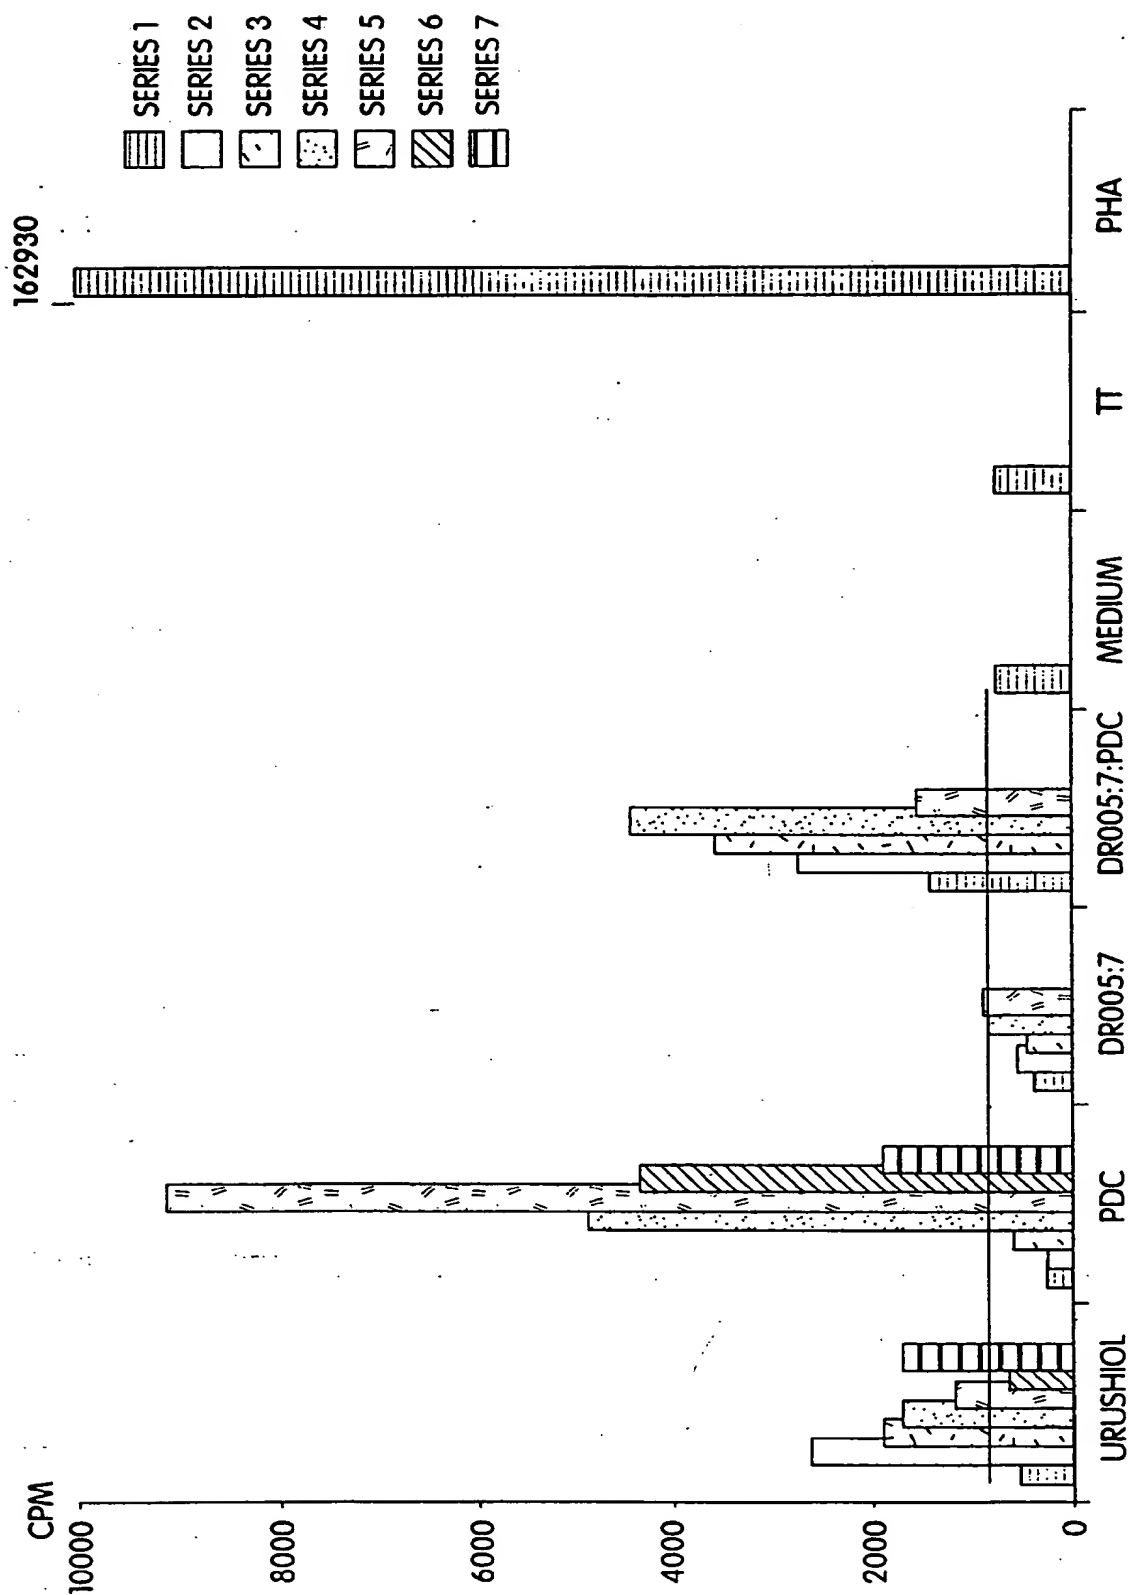 CPM
10000
8000
6000
4000
2000
0
URUSHIOL
PDC
DR005:7
DR005:7:PDC
MEDIUM
TT
PHA
162930
SERIES 1
SERIES 2
SERIES 3
SERIES 4
SERIES 5
SERIES 6
SERIES 7